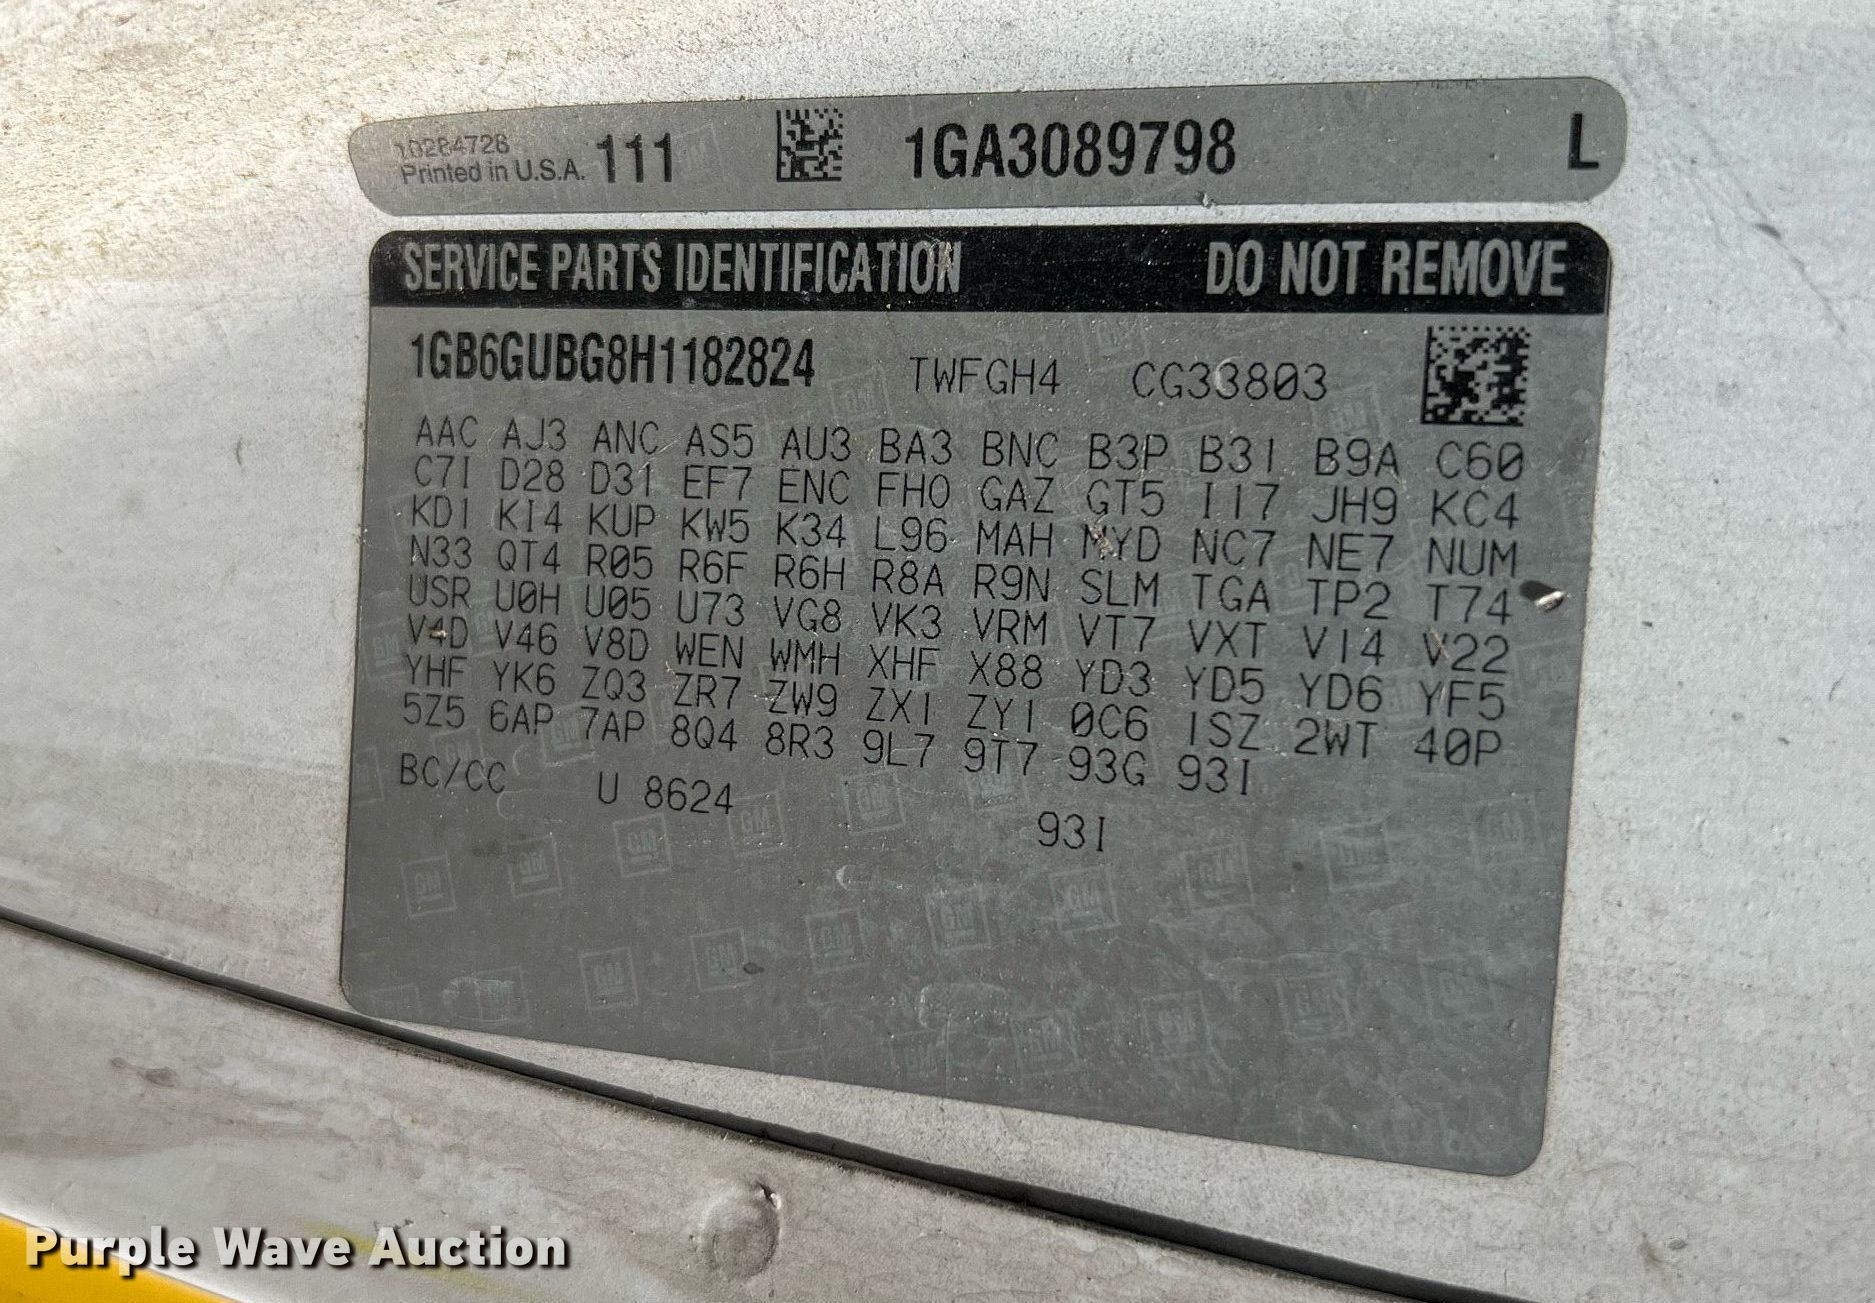 10284728
Printed in U.S.A. 111 1GA3089798 L
SERVICE PARTS IDENTIFICATION DO NOT REMOVE
1GB6GUBG8H1182824 TWFGH4 CG33803
AAC AJ3 ANC AS5 AU3 BA3 BNC B3P B31 B9A C60
C7I D28 D31 EF7 ENC FHO GAZ GT5 I17 JH9 KC4
KD1 KI4 KUP KW5 K34 L96 MAH MYD NC7 NE7 NUM
N33 QT4 R05 R6F R6H R8A R9N SLM TGA TP2 T74
USR U0H U05 U73 VG8 VK3 VRM VT7 VXT VI4 V22
V4D V46 V8D WEN WMH XHF X88 YD3 YD5 YD6 YF5
YHF YK6 ZQ3 ZR7 ZW9 ZX1 ZY1 0C6 ISZ 2WT 40P
5Z5 6AP 7AP 8Q4 8R3 9L7 9T7 93G 93I
BC/CC U 8624
93I
Purple Wave Auction